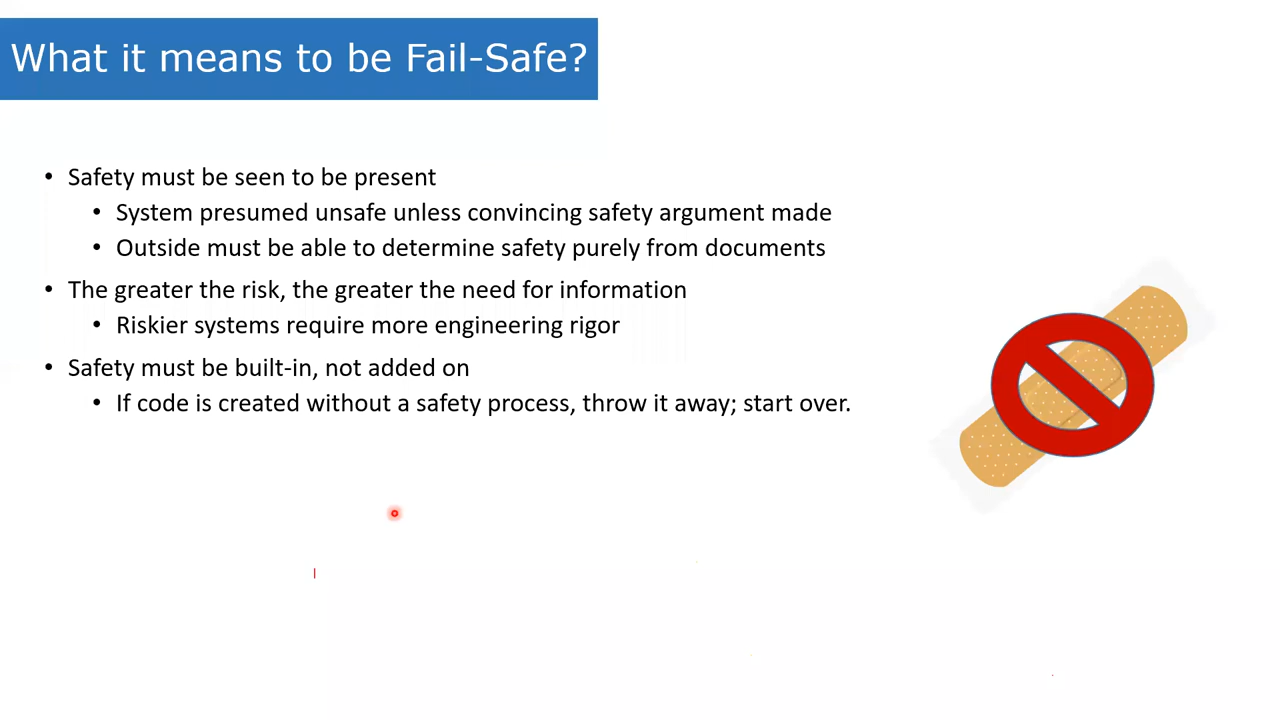 What it means to be Fail-Safe?
• Safety must be seen to be present
• System presumed unsafe unless convincing safety argument made
• Outside must be able to determine safety purely from documents
• The greater the risk, the greater the need for information
• Riskier systems require more engineering rigor
• Safety must be built-in, not added on
• If code is created without a safety process, throw it away; start over.